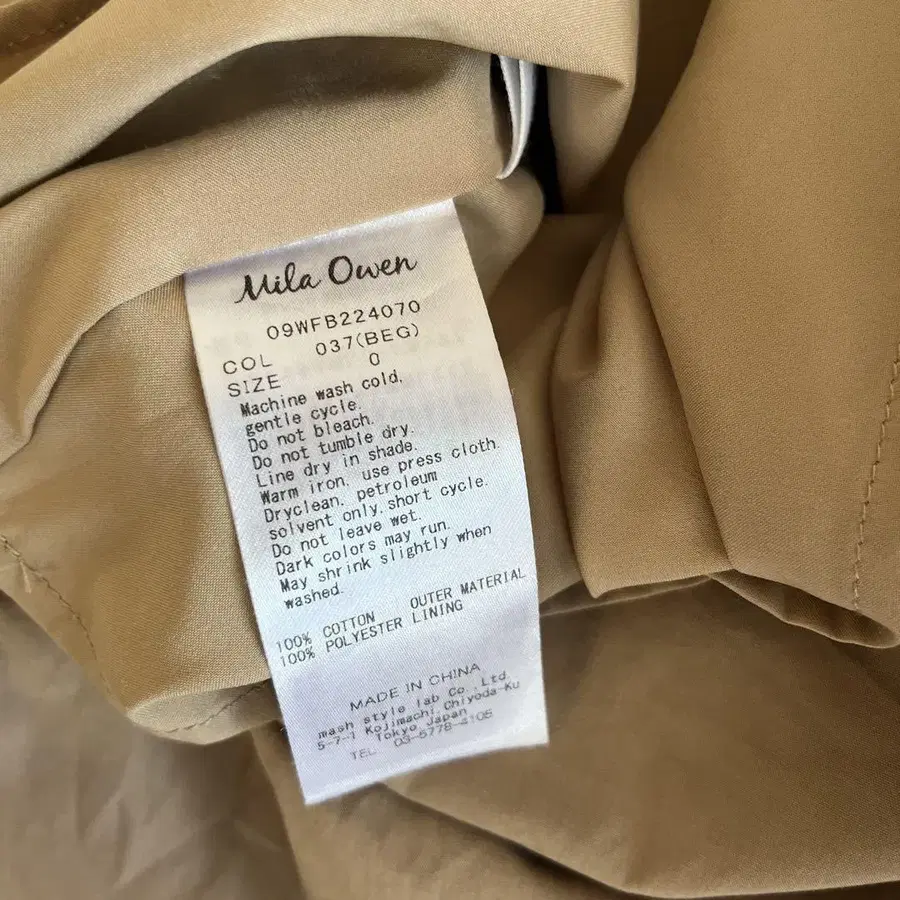 Mila Owen
09WFB224070
COL 037(BEG)
SIZE 0
Machine wash cold.
gentle cycle.
Do not bleach.
Do not tumble dry.
Line dry in shade.
Warm iron. use press cloth.
Dryclean. petroleum
solvent only. short cycle.
Do not leave wet.
Dark colors may run.
May shrink slightly when
washed.
100% COTTON OUTER MATERIAL
100% POLYESTER LINING
MADE IN CHINA
mash style lab Co., Ltd.
5-7-1 Kojimachi, Chiyoda-Ku
Tokyo Japan
TEL 03-5778-4105